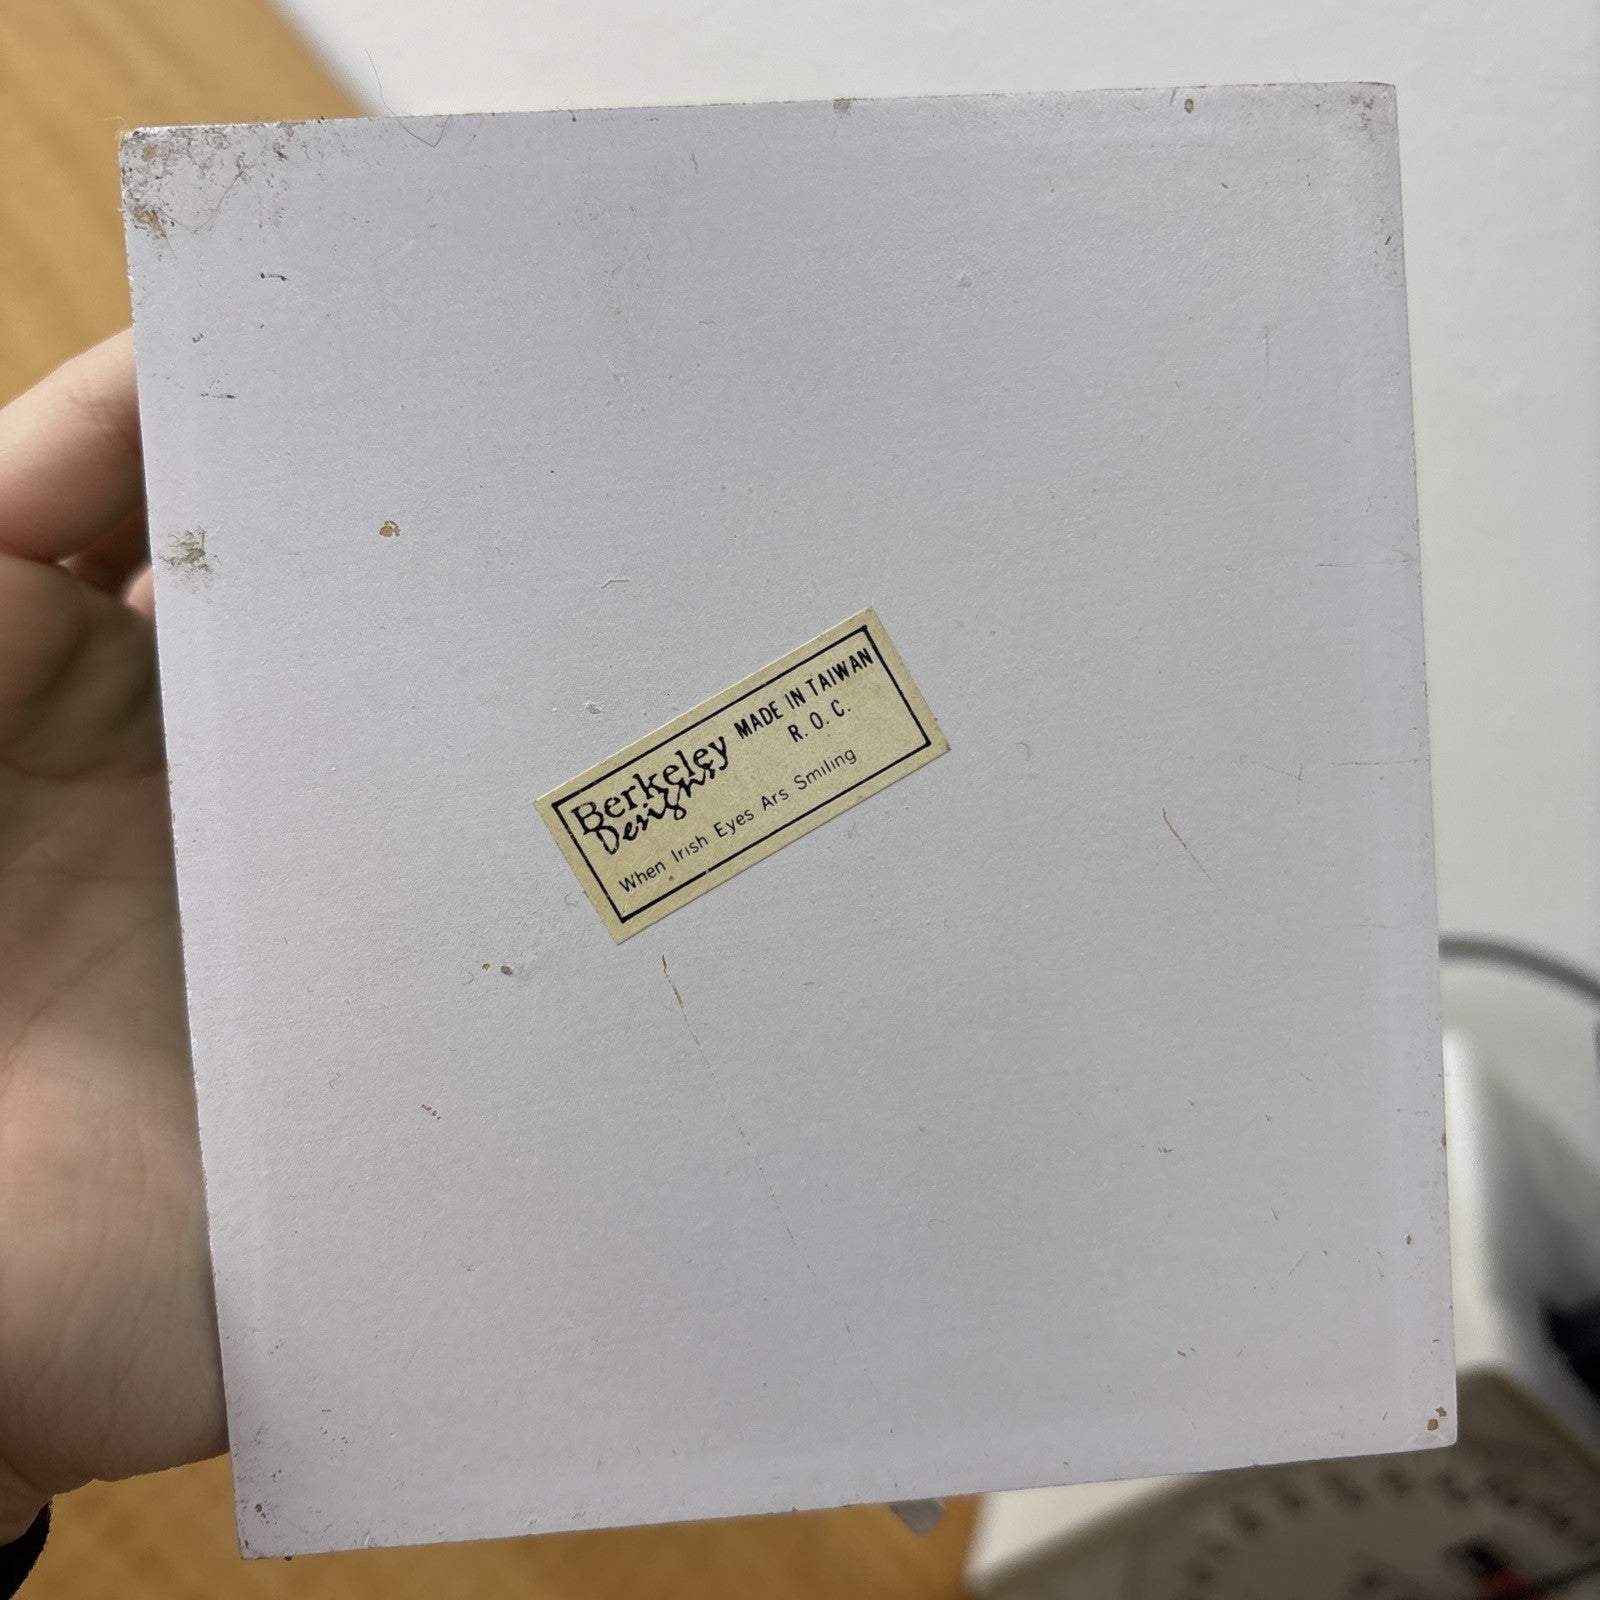 Berkeley
Designs
MADE IN TAIWAN
R. O. C.
When Irish Eyes Ars Smiling